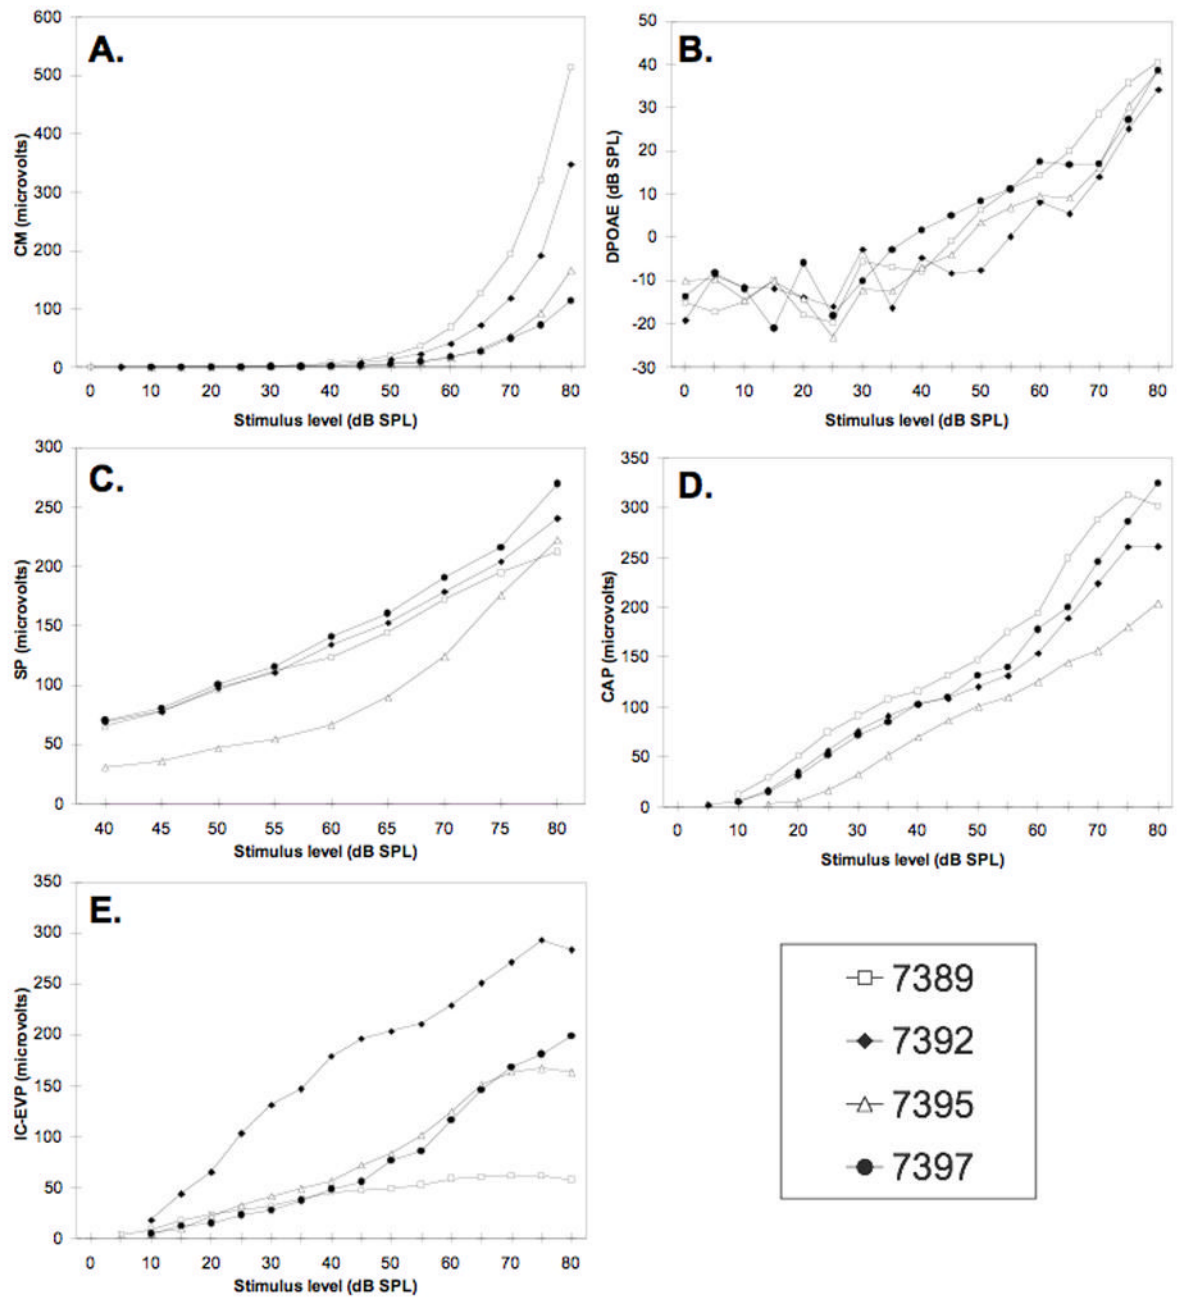 A.
CM (microvolts)
600
500
400
300
200
100
0
0 10 20 30 40 50 60 70 80
Stimulus level (dB SPL)
B.
DPOAE (dB SPL)
50
40
30
20
10
0
-10
-20
-30
0 10 20 30 40 50 60 70 80
Stimulus level (dB SPL)
C.
SP (microvolts)
300
250
200
150
100
50
0
40 45 50 55 60 65 70 75 80
Stimulus level (dB SPL)
D.
CAP (microvolts)
350
300
250
200
150
100
50
0
0 10 20 30 40 50 60 70 80
Stimulus level (dB SPL)
E.
IC-EVP (microvolts)
350
300
250
200
150
100
50
0
0 10 20 30 40 50 60 70 80
Stimulus level (dB SPL)
7389
7392
7395
7397